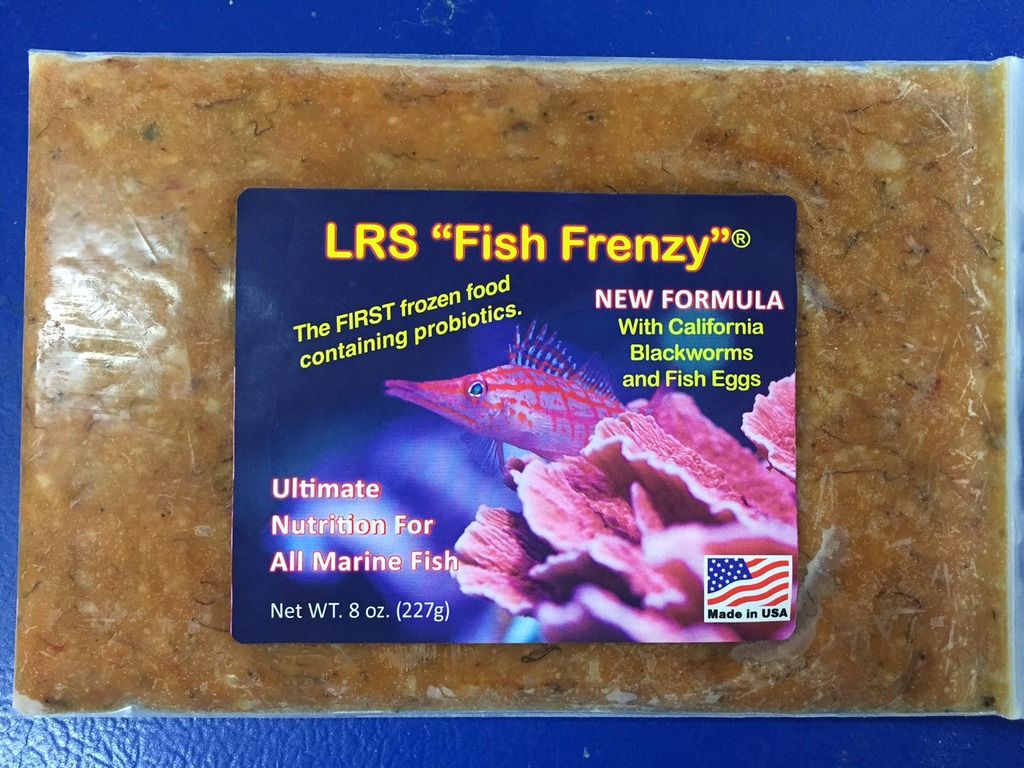 LRS “Fish Frenzy”®
The FIRST frozen food
containing probiotics.
NEW FORMULA
With California
Blackworms
and Fish Eggs
Ultimate
Nutrition For
All Marine Fish
Net WT. 8 oz. (227g)
Made in USA